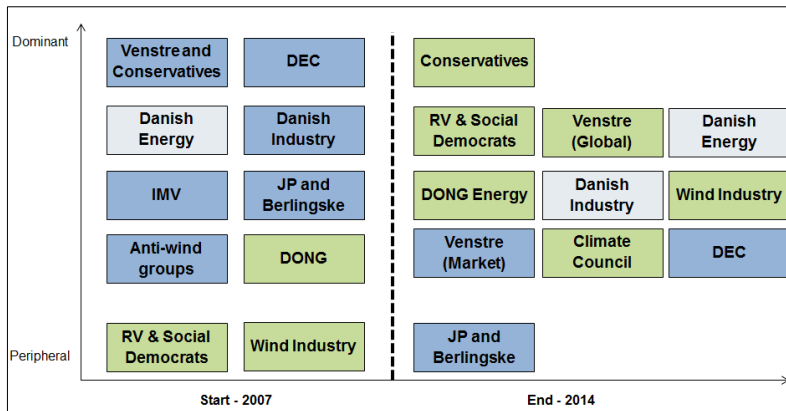 Dominant
Venstre and
Conservatives
DEC
Conservatives
Danish
Energy
Danish
Industry
RV & Social
Democrats
Venstre
(Global)
Danish
Energy
IMV
JP and
Berlingske
DONG Energy
Danish
Industry
Wind Industry
Anti-wind
groups
DONG
Venstre
(Market)
Climate
Council
DEC
Peripheral
RV & Social
Democrats
Wind Industry
JP and
Berlingske
Start - 2007
End - 2014